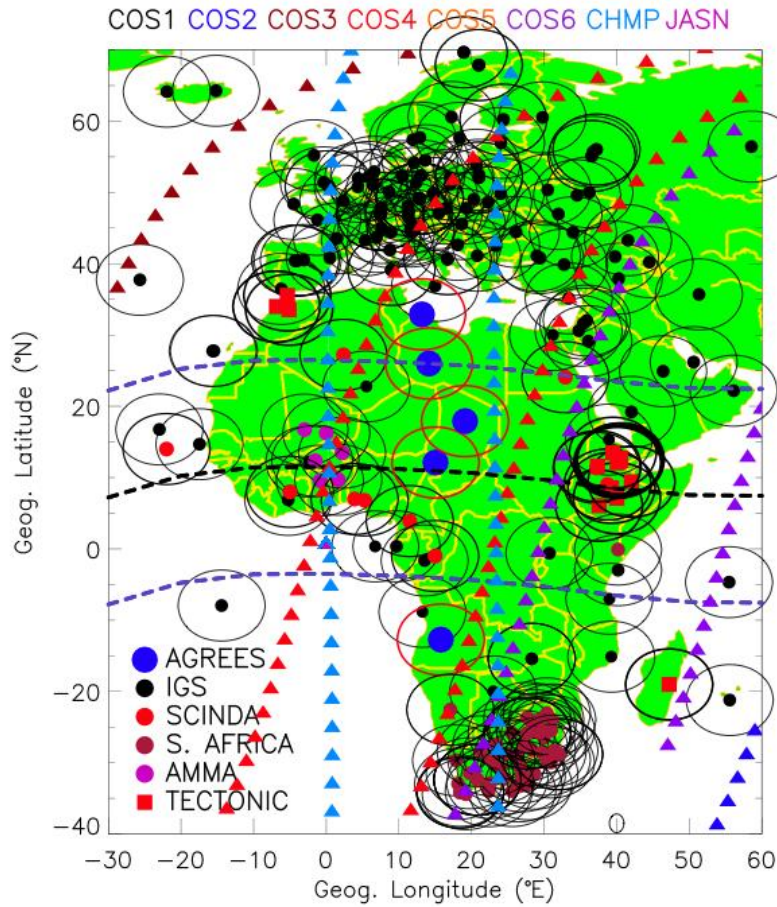 COS1 COS2 COS3 COS4 COS5 COS6 CHMP JASN
60
40
20
0
−20
−40
Geog. Latitude (°N)
AGREES
IGS
SCINDA
S. AFRICA
AMMA
TECTONIC
−30 −20 −10 0 10 20 30 40 50 60
Geog. Longitude (°E)